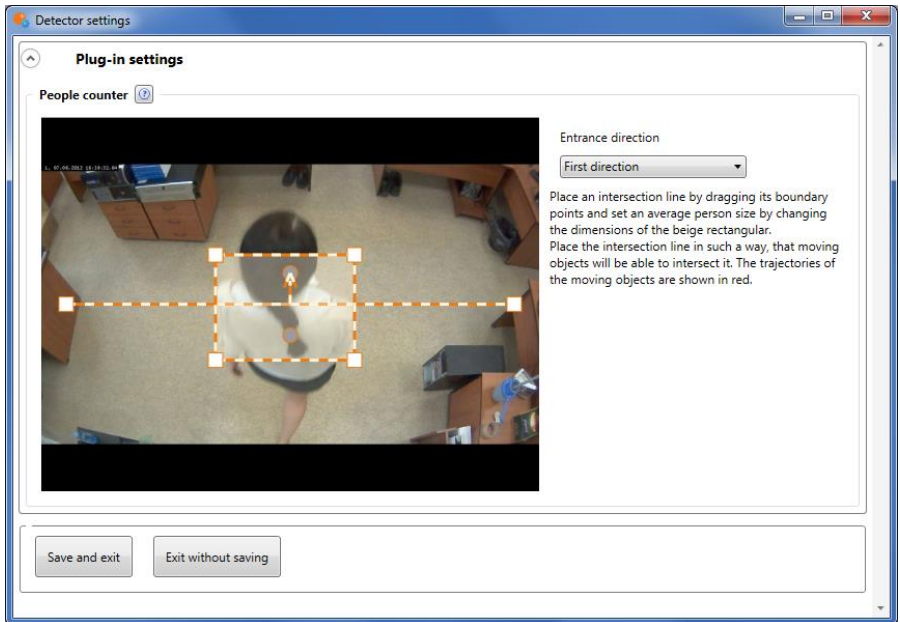 Detector settings
Plug-in settings
People counter
Entrance direction
First direction
Place an intersection line by dragging its boundary
points and set an average person size by changing
the dimensions of the beige rectangular.
Place the intersection line in such a way, that moving
objects will be able to intersect it. The trajectories of
the moving objects are shown in red.
Save and exit
Exit without saving